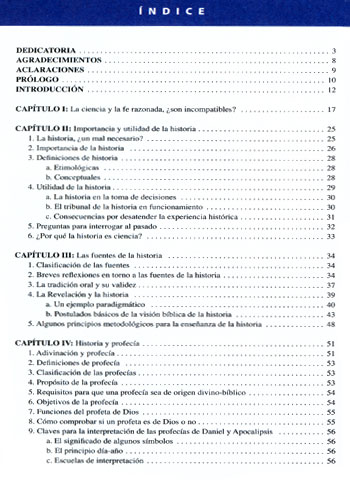 ÍNDICE
DEDICATORIA ... 3
AGRADECIMIENTOS ... 8
ACLARACIONES ... 9
PRÓLOGO ... 10
INTRODUCCIÓN ... 12
CAPÍTULO I: La ciencia y la fe razonada, ¿son incompatibles? ... 17
CAPÍTULO II: Importancia y utilidad de la historia ... 25
1. La historia, ¿un mal necesario? ... 25
2. Importancia de la historia ... 26
3. Definiciones de historia ... 28
a. Etimológicas ... 28
b. Conceptuales ... 28
4. Utilidad de la historia ... 29
a. La historia en la toma de decisiones ... 30
b. El tribunal de la historia en funcionamiento ... 30
c. Consecuencias por desatender la experiencia histórica ... 31
5. Preguntas para interrogar al pasado ... 32
6. ¿Por qué la historia es ciencia? ... 33
CAPÍTULO III: Las fuentes de la historia ... 34
1. Clasificación de las fuentes ... 34
2. Breves reflexiones en torno a las fuentes de la historia ... 34
3. La tradición oral y su validez ... 37
4. La Revelación y la historia ... 39
a. Un ejemplo paradigmático ... 40
b. Postulados básicos de la visión bíblica de la historia ... 43
5. Algunos principios metodológicos para la enseñanza de la historia ... 48
CAPÍTULO IV: Historia y profecía ... 51
1. Adivinación y profecía ... 51
2. Definiciones de profecía ... 53
3. Clasificación de las profecías ... 53
4. Propósito de la profecía ... 53
5. Requisitos para que una profecía sea de origen divino-bíblico ... 54
6. Objetivos de la profecía ... 54
7. Funciones del profeta de Dios ... 55
8. Cómo comprobar si un profeta es de Dios o no ... 55
9. Claves para la interpretación de las profecías de Daniel y Apocalipsis ... 56
a. El significado de algunos símbolos ... 56
b. El principio día-año ... 56
c. Escuelas de interpretación ... 56